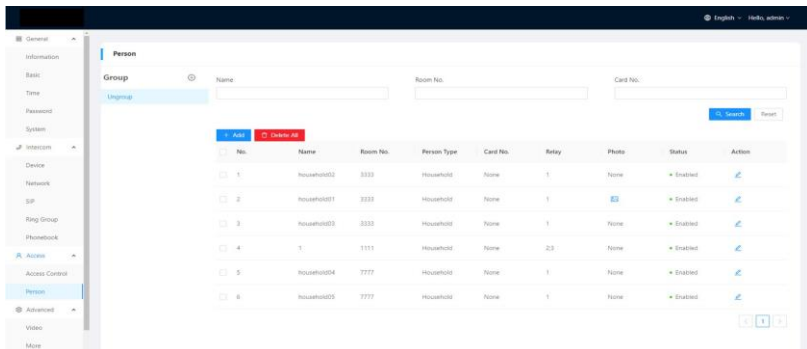 English Hello, admin
General
Information
Basic
Time
Password
System
Intercom
Device
Network
SIP
Ring Group
Phonebook
Access
Access Control
Person
Advanced
Video
More
Person
Group
Ungroup
Name Room No. Card No.
Search Reset
+ Add Delete All
No. Name Room No. Person Type Card No. Relay Photo Status Action
1 household02 3333 Household None 1 None Enabled
2 household01 3333 Household None 1 Enabled
3 household03 3333 Household None 1 None Enabled
4 1 1111 Household None 23 None Enabled
5 household04 7777 Household None 1 None Enabled
6 household05 7777 Household None 1 None Enabled
< 1 >